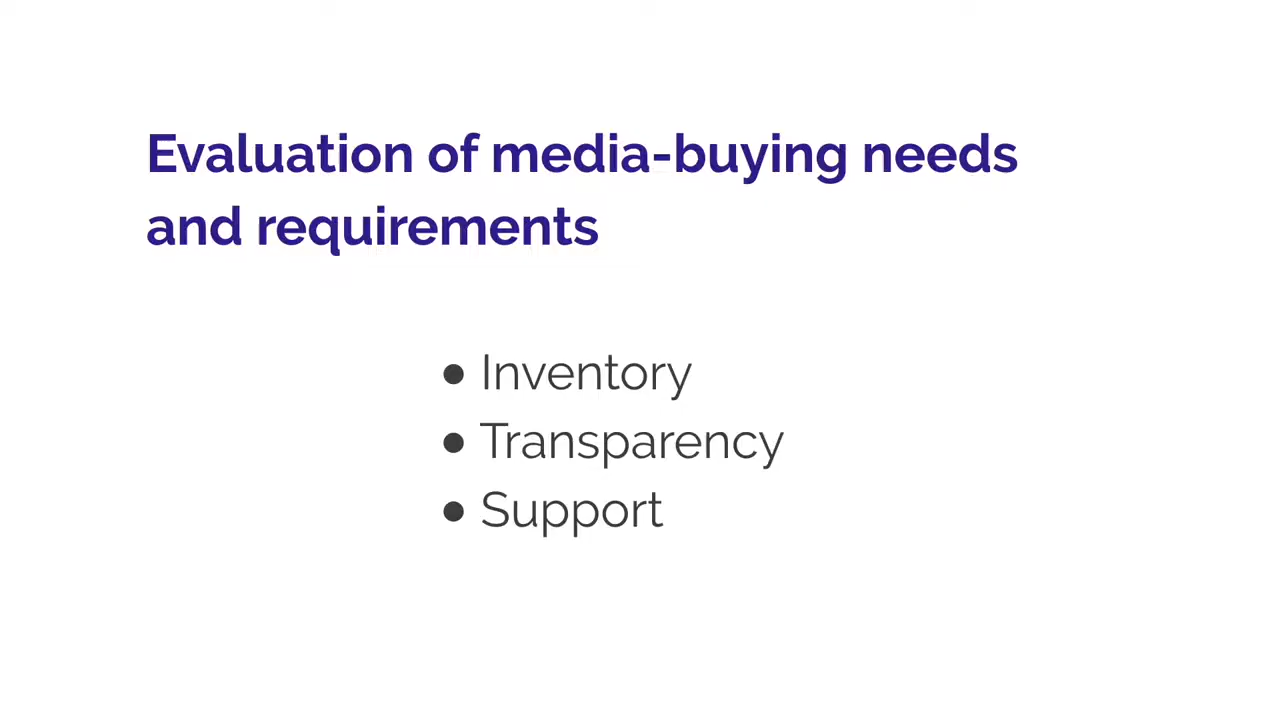 Evaluation of media-buying needs
and requirements
● Inventory
● Transparency
● Support